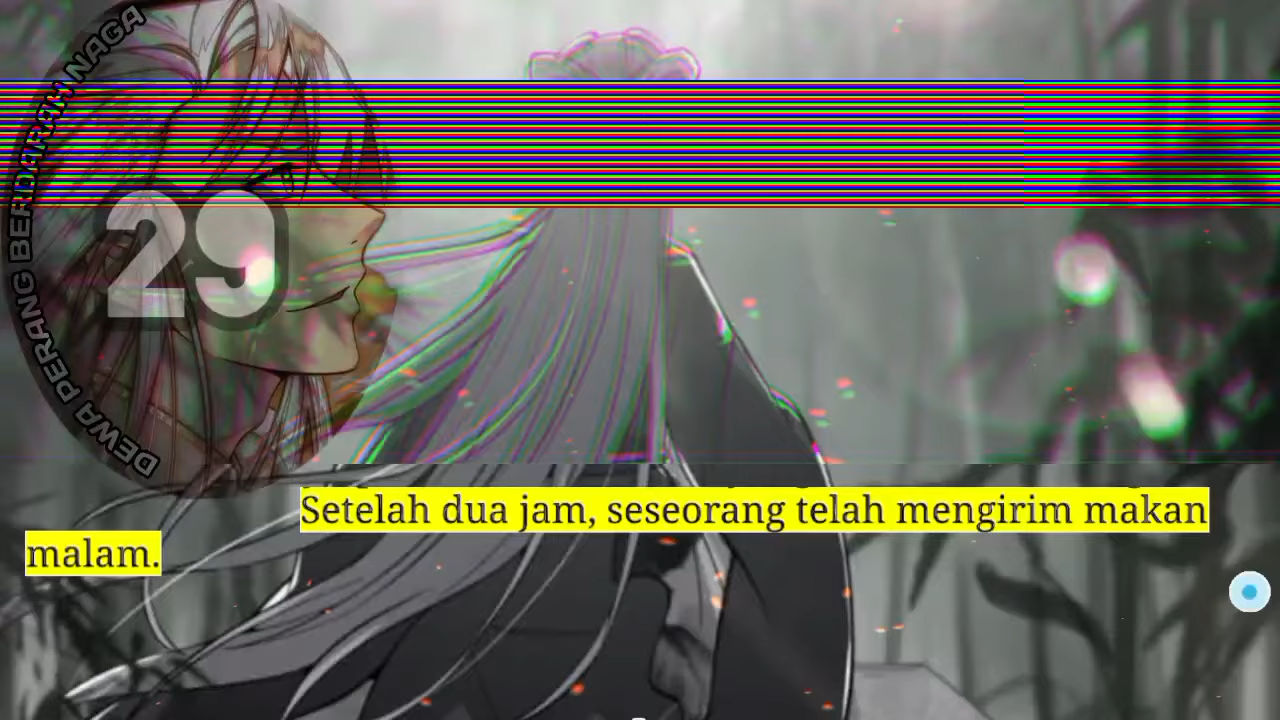 DEWA PERANG BERDARAH NAGA
29
Setelah dua jam, seseorang telah mengirim makan
malam.